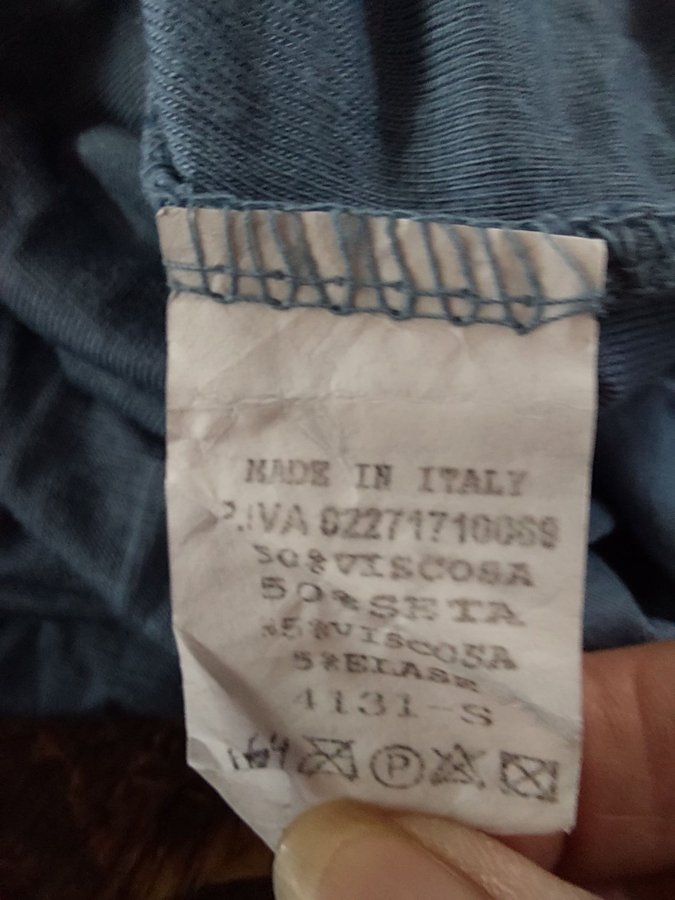 MADE IN ITALY
P.IVA 02271710069
50%VISCOSA
50%SETA
95%VISCOSA
5%ELAS
4131-S
P